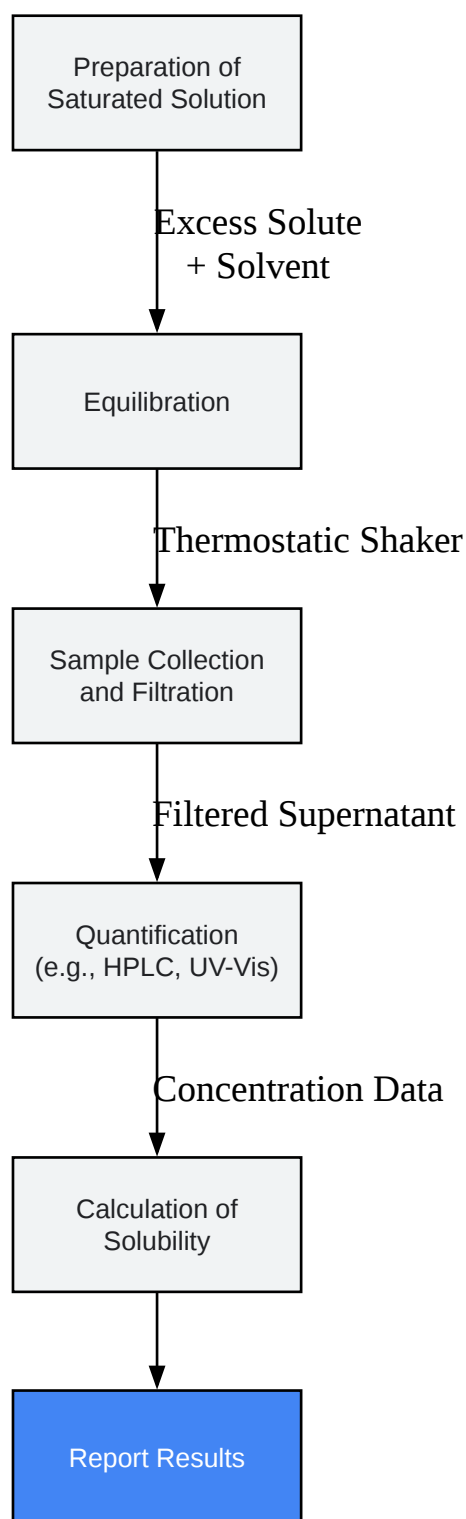 Preparation of
Saturated Solution
Excess Solute
+ Solvent
Equilibration
Thermostatic Shaker
Sample Collection
and Filtration
Filtered Supernatant
Quantification
(e.g., HPLC, UV-Vis)
Concentration Data
Calculation of
Solubility
Report Results